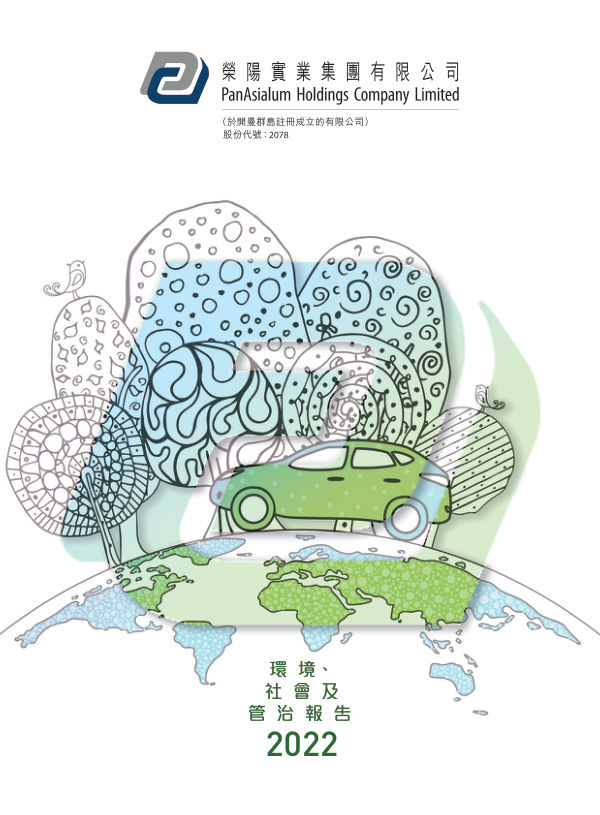 榮陽實業集團有限公司
PanAsialum Holdings Company Limited
（於開曼群島註冊成立的有限公司）
股份代號：2078
環境、
社會及
管治報告
2022